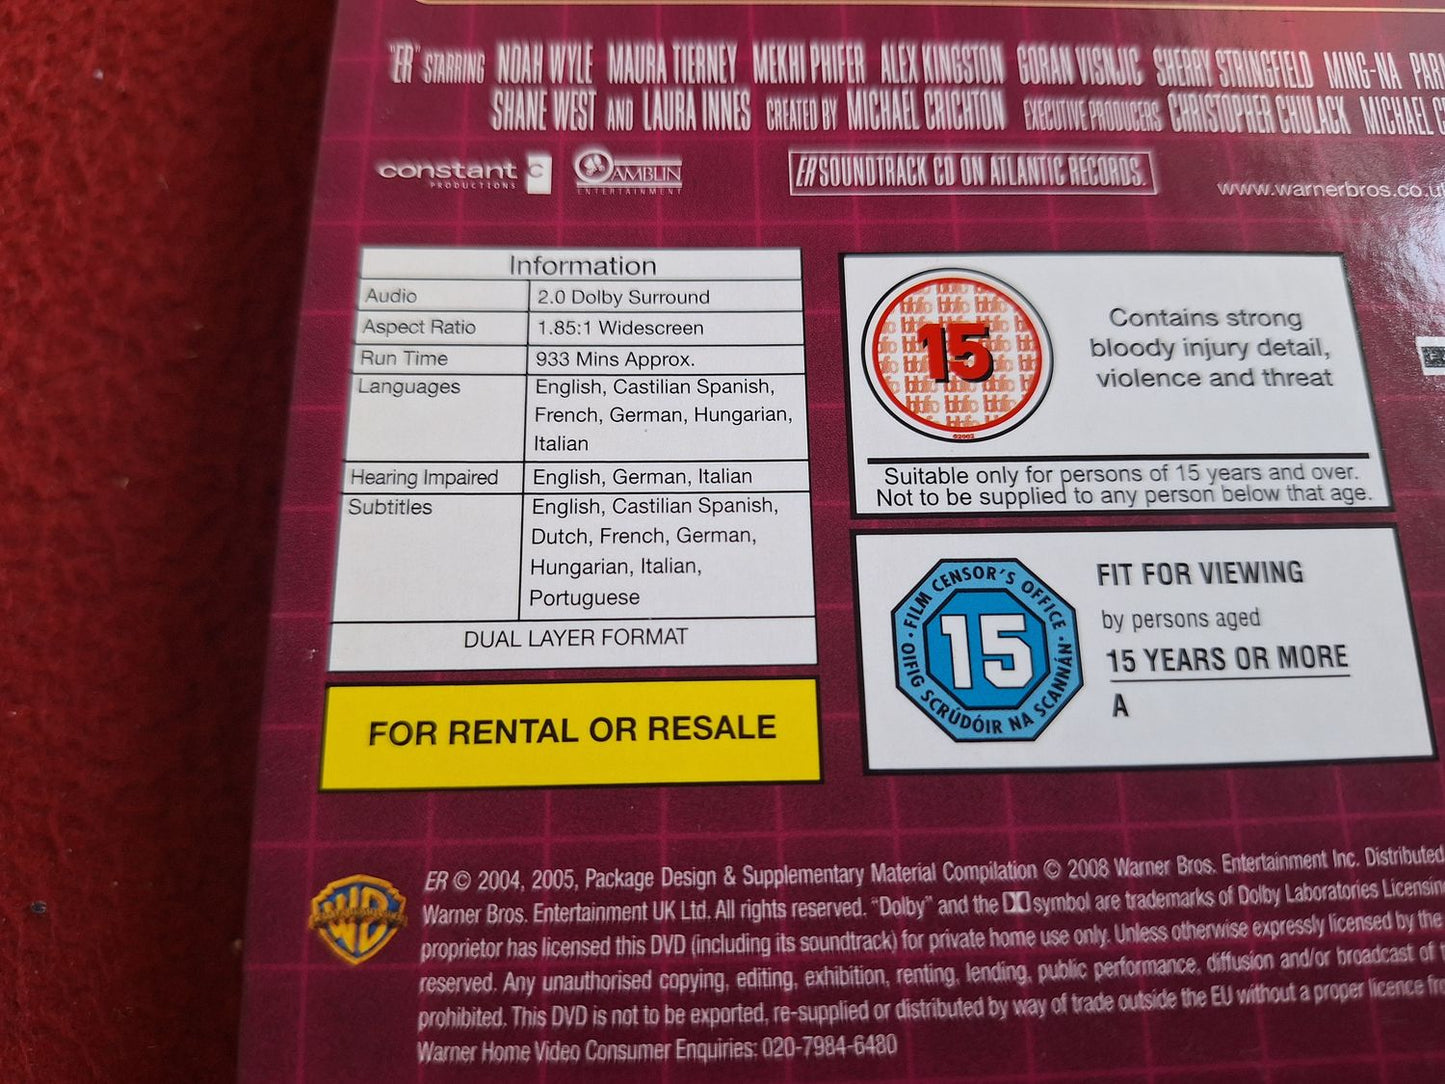 "ER" STARRING NOAH WYLE MAURA TIERNEY MEKHI PHIFER ALEX KINGSTON GORAN VISNJIC SHERRY STRINGFIELD MING-NA
SHANE WEST AND LAURA INNES CREATED BY MICHAEL CRICHTON EXECUTIVE PRODUCERS CHRISTOPHER CHULACK MICHAEL
constant C
PRODUCTIONS
AMBLIN
ENTERTAINMENT
ER SOUNDTRACK CD ON ATLANTIC RECORDS.
www.warnerbros.co.uk
Information
Audio 2.0 Dolby Surround
Aspect Ratio 1.85:1 Widescreen
Run Time 933 Mins Approx.
Languages English, Castilian Spanish,
French, German, Hungarian,
Italian
Hearing Impaired English, German, Italian
Subtitles English, Castilian Spanish,
Dutch, French, German,
Hungarian, Italian,
Portuguese
DUAL LAYER FORMAT
FOR RENTAL OR RESALE
bbfc
15
©2002
Contains strong
bloody injury detail,
violence and threat
Suitable only for persons of 15 years and over.
Not to be supplied to any person below that age.
FILM CENSOR'S OFFICE
15
OIFIG SCRÚDÓIR NA SCANNÁN
FIT FOR VIEWING
by persons aged
15 YEARS OR MORE
A
WB
ER © 2004, 2005, Package Design & Supplementary Material Compilation © 2008 Warner Bros. Entertainment Inc. Distributed
Warner Bros. Entertainment UK Ltd. All rights reserved. "Dolby" and the symbol are trademarks of Dolby Laboratories
proprietor has licensed this DVD (including its soundtrack) for private home use only. Unless otherwise expressly licensed by the
reserved. Any unauthorised copying, editing, exhibition, renting, lending, public performance, diffusion and/or broadcast of
prohibited. This DVD is not to be exported, re-supplied or distributed by way of trade outside the EU without a proper licence
Warner Home Video Consumer Enquiries: 020-7984-6480